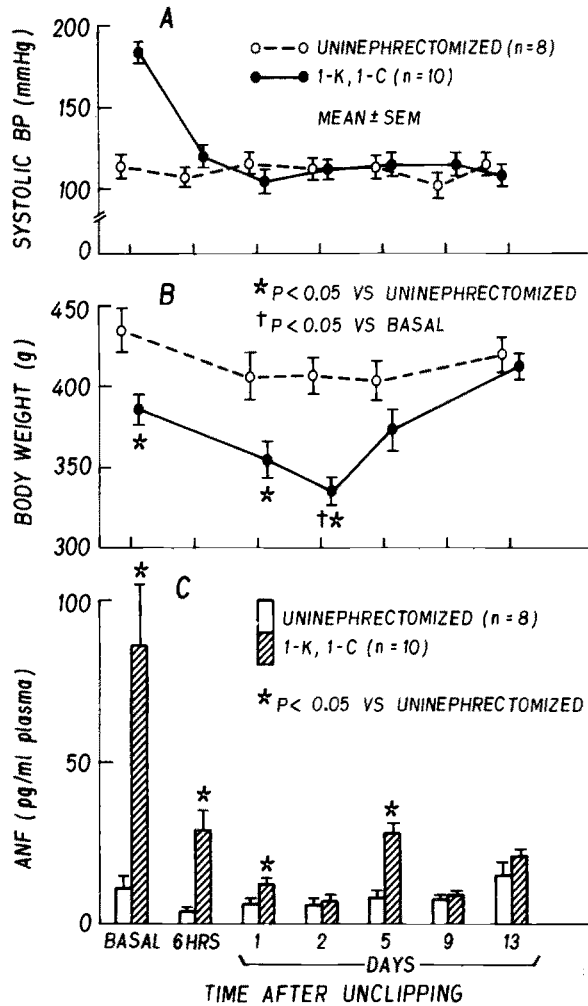 A
UNINEPHRECTOMIZED (n=8)
1-K, 1-C (n=10)
MEAN ± SEM
SYSTOLIC BP (mmHg)
200
150
100
0
B
* P < 0.05 VS UNINEPHRECTOMIZED
† P < 0.05 VS BASAL
BODY WEIGHT (g)
450
400
350
300
*
*
†*
C
UNINEPHRECTOMIZED (n=8)
1-K, 1-C (n=10)
* P < 0.05 VS UNINEPHRECTOMIZED
ANF (pg/ml plasma)
100
50
0
*
*
*
*
BASAL 6HRS 1 2 5 9 13
DAYS
TIME AFTER UNCLIPPING